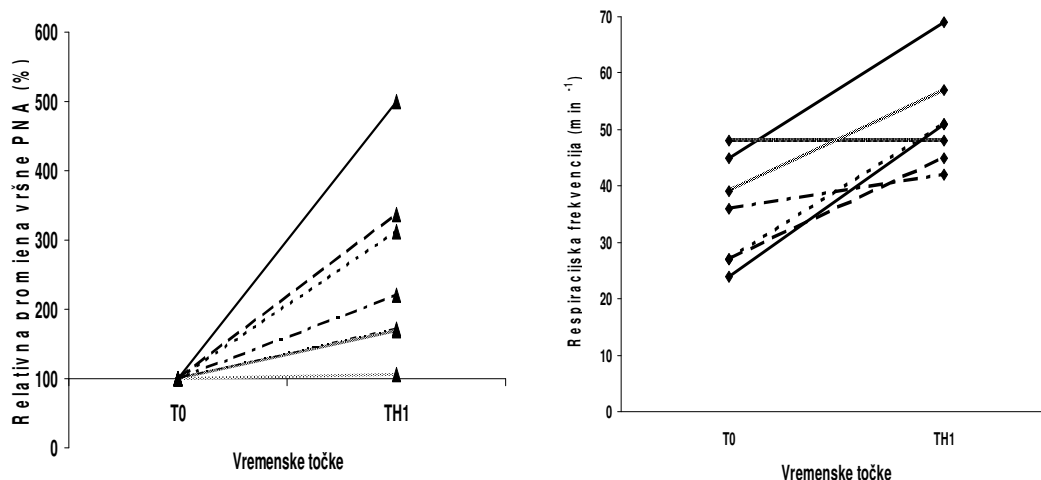 Relativna promjena vršne PNA (%)
600
500
400
300
200
100
0
T0
TH1
Vremenske točke
Respiracijska frekvencija (min -1)
70
60
50
40
30
20
10
0
T0
TH1
Vremenske točke